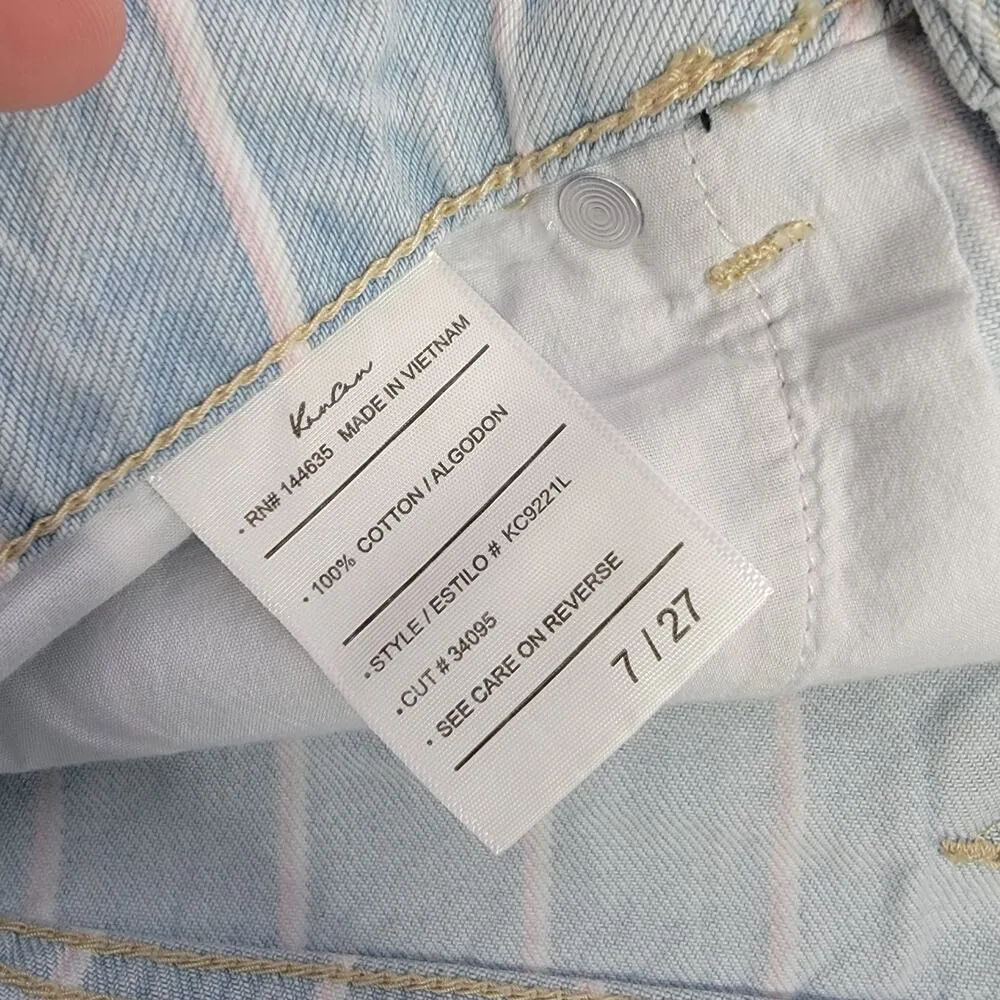 KanCan
• RN# 144635 MADE IN VIETNAM
• 100% COTTON / ALGODON
• STYLE / ESTILO # KC9221L
• CUT # 34095
• SEE CARE ON REVERSE
7 / 27